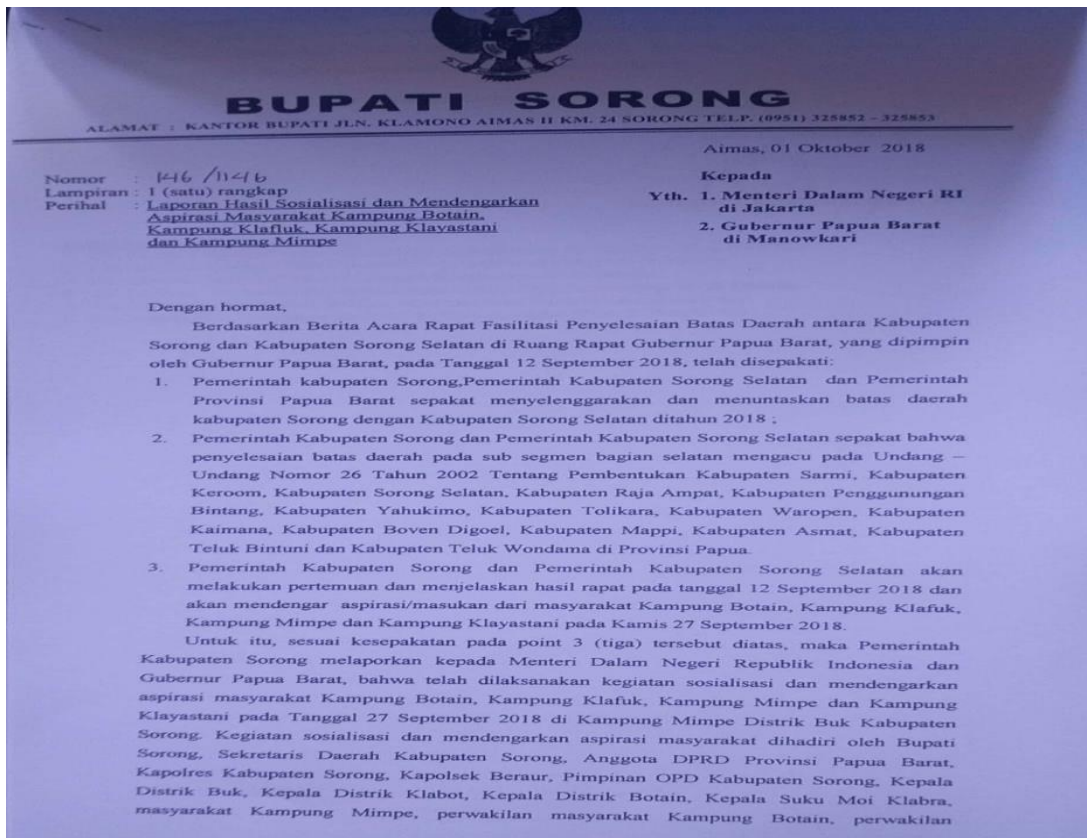 BUPATI SORONG
ALAMAT : KANTOR BUPATI JLN. KLAMONO AIMAS II KM. 24 SORONG TELP. (0951) 325852 - 325853
Aimas, 01 Oktober 2018
Nomor : 146 /1146
Lampiran : 1 (satu) rangkap
Perihal : Laporan Hasil Sosialisasi dan Mendengarkan
Aspirasi Masyarakat Kampung Botain,
Kampung Klafluk, Kampung Klayastani
dan Kampung Mimpe
Kepada
Yth. 1. Menteri Dalam Negeri RI
di Jakarta
2. Gubernur Papua Barat
di Manowkari
Dengan hormat,
Berdasarkan Berita Acara Rapat Fasilitasi Penyelesaian Batas Daerah antara Kabupaten
Sorong dan Kabupaten Sorong Selatan di Ruang Rapat Gubernur Papua Barat, yang dipimpin
oleh Gubernur Papua Barat, pada Tanggal 12 September 2018, telah disepakati:
1. Pemerintah kabupaten Sorong,Pemerintah Kabupaten Sorong Selatan dan Pemerintah
Provinsi Papua Barat sepakat menyelenggarakan dan menuntaskan batas daerah
kabupaten Sorong dengan Kabupaten Sorong Selatan ditahun 2018 ;
2. Pemerintah Kabupaten Sorong dan Pemerintah Kabupaten Sorong Selatan sepakat bahwa
penyelesaian batas daerah pada sub segmen bagian selatan mengacu pada Undang –
Undang Nomor 26 Tahun 2002 Tentang Pembentukan Kabupaten Sarmi, Kabupaten
Keroom, Kabupaten Sorong Selatan, Kabupaten Raja Ampat, Kabupaten Penggunungan
Bintang, Kabupaten Yahukimo, Kabupaten Tolikara, Kabupaten Waropen, Kabupaten
Kaimana, Kabupaten Boven Digoel, Kabupaten Mappi, Kabupaten Asmat, Kabupaten
Teluk Bintuni dan Kabupaten Teluk Wondama di Provinsi Papua.
3. Pemerintah Kabupaten Sorong dan Pemerintah Kabupaten Sorong Selatan akan
melakukan pertemuan dan menjelaskan hasil rapat pada tanggal 12 September 2018 dan
akan mendengar aspirasi/masukan dari masyarakat Kampung Botain, Kampung Klafuk,
Kampung Mimpe dan Kampung Klayastani pada Kamis 27 September 2018.
Untuk itu, sesuai kesepakatan pada point 3 (tiga) tersebut diatas, maka Pemerintah
Kabupaten Sorong melaporkan kepada Menteri Dalam Negeri Republik Indonesia dan
Gubernur Papua Barat, bahwa telah dilaksanakan kegiatan sosialisasi dan mendengarkan
aspirasi masyarakat Kampung Botain, Kampung Klafuk, Kampung Mimpe dan Kampung
Klayastani pada Tanggal 27 September 2018 di Kampung Mimpe Distrik Buk Kabupaten
Sorong. Kegiatan sosialisasi dan mendengarkan aspirasi masyarakat dihadiri oleh Bupati
Sorong, Sekretaris Daerah Kabupaten Sorong, Anggota DPRD Provinsi Papua Barat,
Kapolres Kabupaten Sorong, Kapolsek Beraur, Pimpinan OPD Kabupaten Sorong, Kepala
Distrik Buk, Kepala Distrik Klabot, Kepala Distrik Botain, Kepala Suku Moi Klabra,
masyarakat Kampung Mimpe, perwakilan masyarakat Kampung Botain, perwakilan